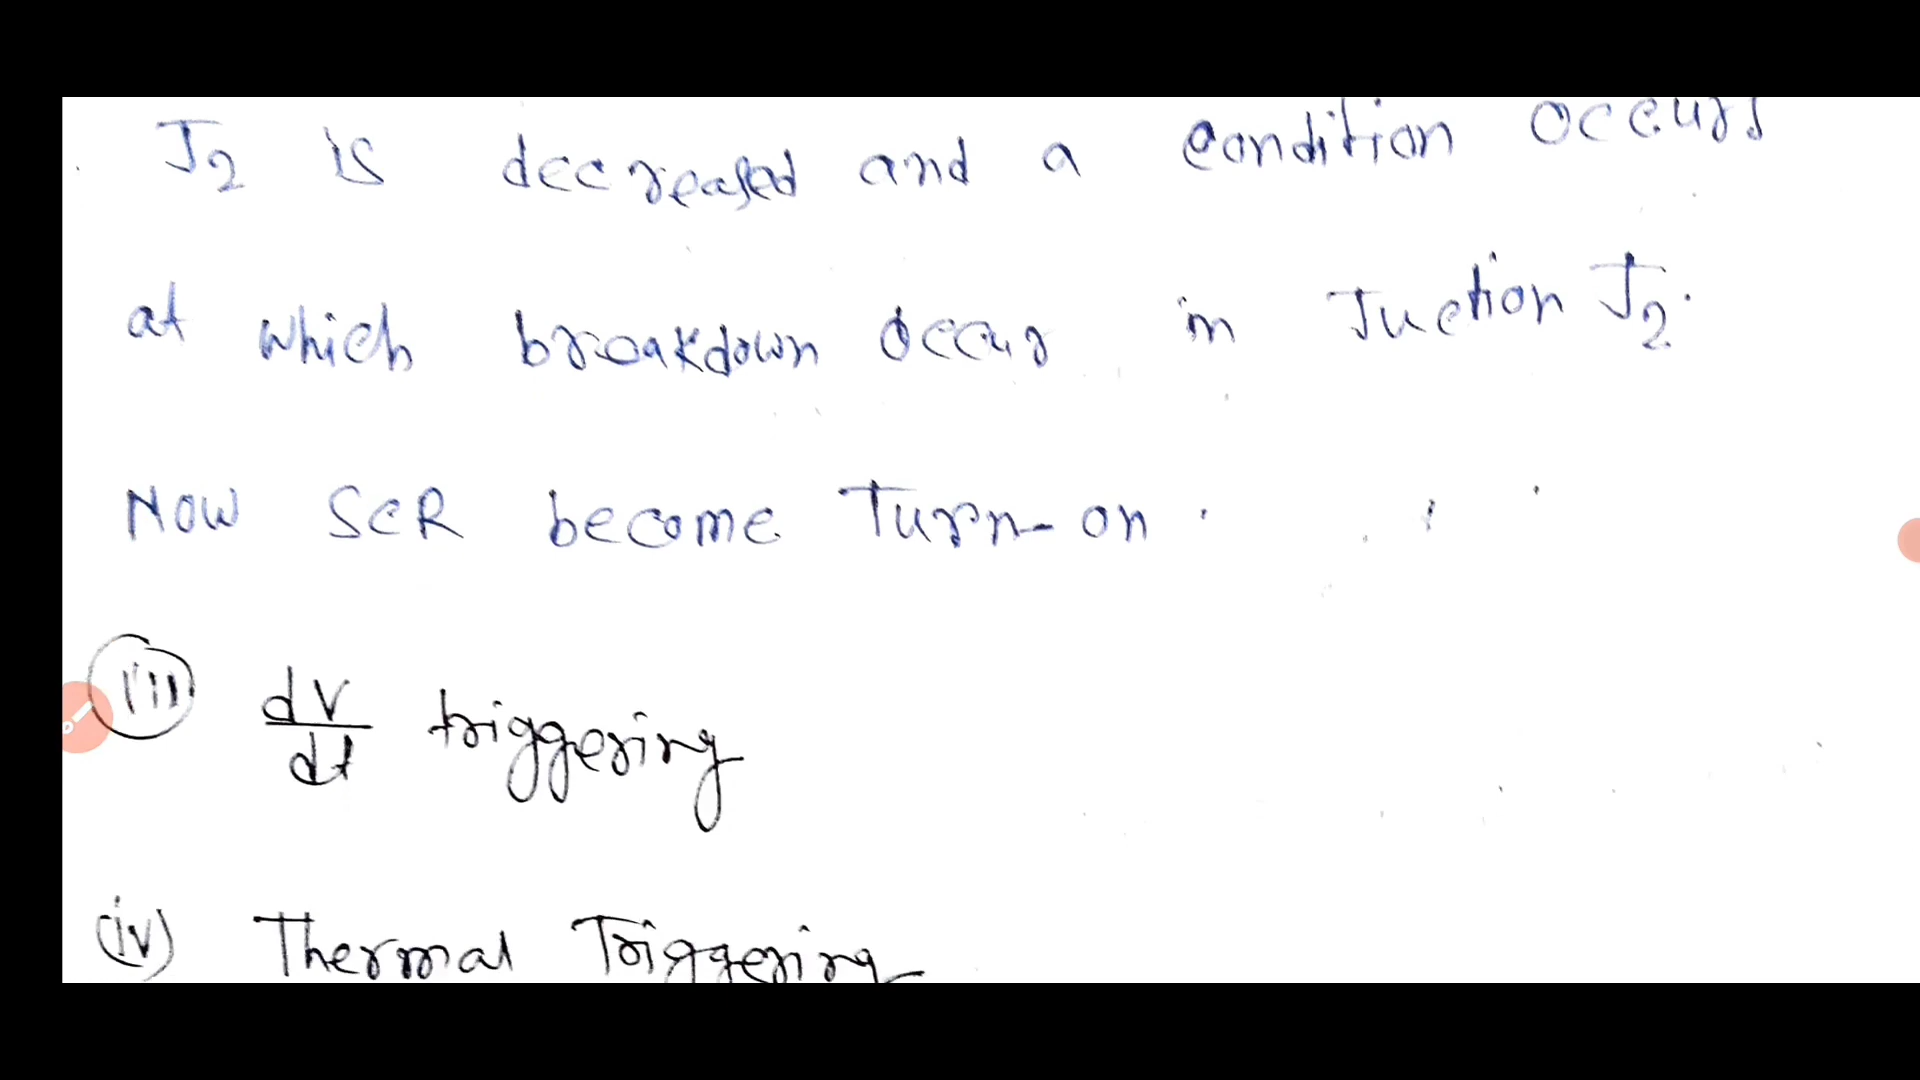 J2 is decreased and a condition occurs
at which breakdown occur in Juction J2.
Now SCR become Turn-on.
(iii) dV/dt triggering
(iv) Thermal Triggering